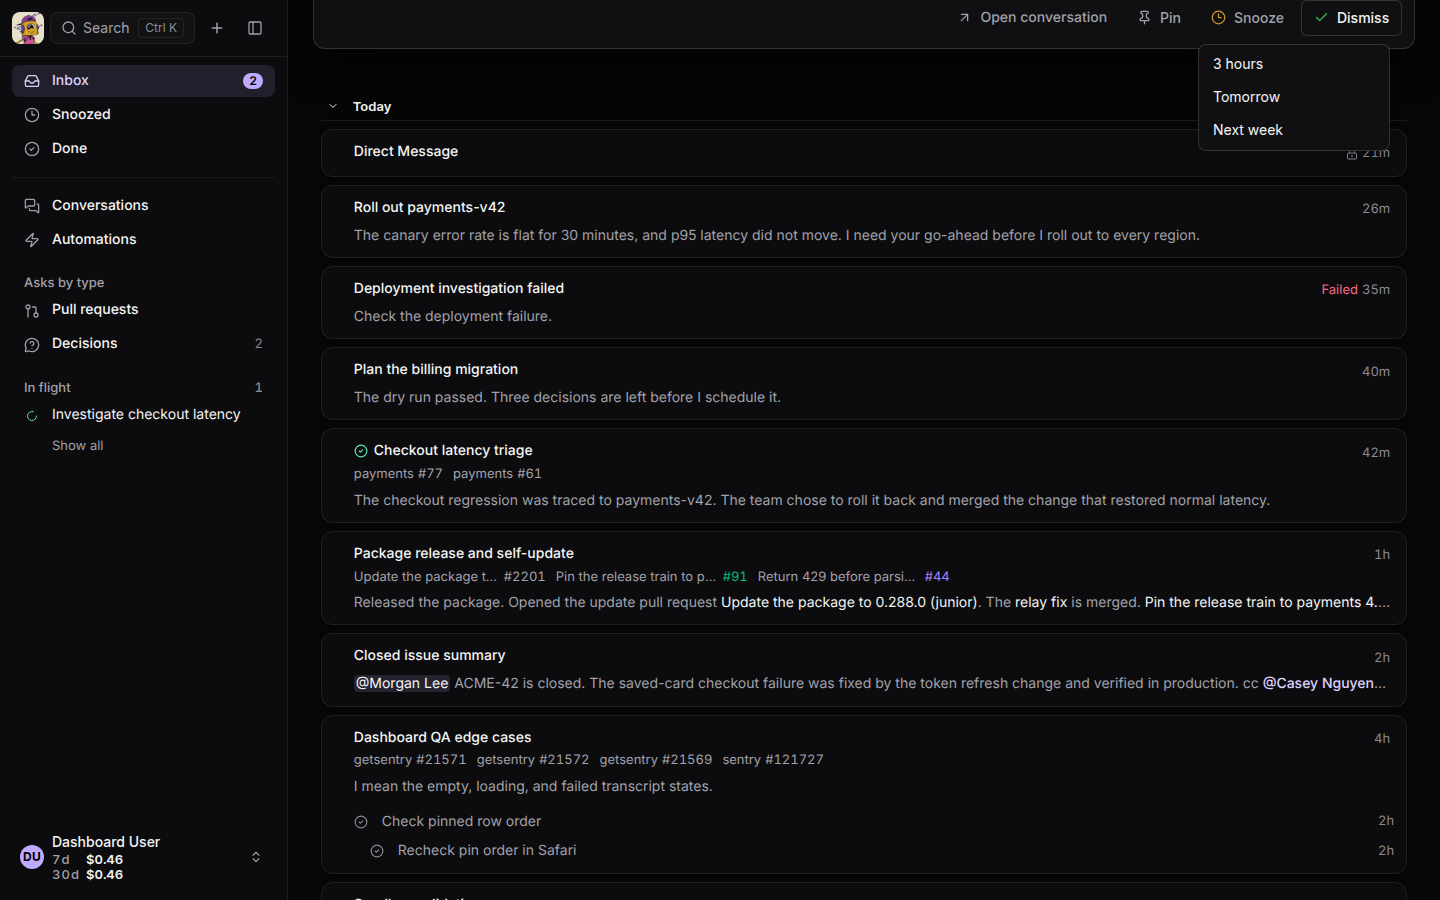 Search Ctrl K
Inbox 2
Snoozed
Done
Conversations
Automations
Asks by type
Pull requests
Decisions 2
In flight 1
Investigate checkout latency
Show all
DU Dashboard User
7d $0.46
30d $0.46
Open conversation Pin Snooze Dismiss
3 hours
Tomorrow
Next week
Today
Direct Message 21m
Roll out payments-v42 26m
The canary error rate is flat for 30 minutes, and p95 latency did not move. I need your go-ahead before I roll out to every region.
Deployment investigation failed Failed 35m
Check the deployment failure.
Plan the billing migration 40m
The dry run passed. Three decisions are left before I schedule it.
Checkout latency triage 42m
payments #77 payments #61
The checkout regression was traced to payments-v42. The team chose to roll it back and merged the change that restored normal latency.
Package release and self-update 1h
Update the package t... #2201 Pin the release train to p... #91 Return 429 before parsi... #44
Released the package. Opened the update pull request Update the package to 0.288.0 (junior). The relay fix is merged. Pin the release train to payments 4....
Closed issue summary 2h
@Morgan Lee ACME-42 is closed. The saved-card checkout failure was fixed by the token refresh change and verified in production. cc @Casey Nguyen...
Dashboard QA edge cases 4h
getsentry #21571 getsentry #21572 getsentry #21569 sentry #121727
I mean the empty, loading, and failed transcript states.
Check pinned row order 2h
Recheck pin order in Safari 2h